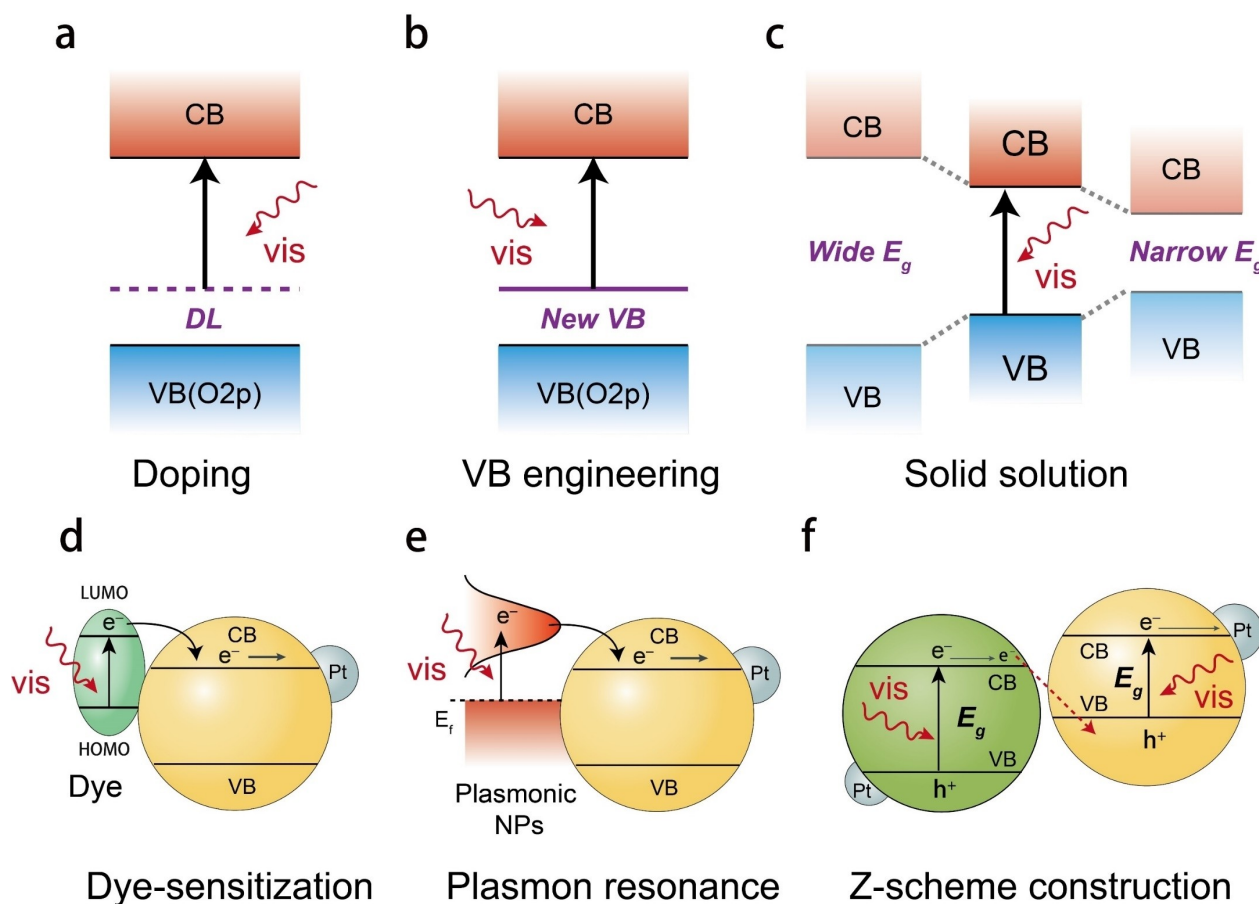 a
CB
vis
DL
VB(O2p)
Doping
b
CB
vis
New VB
VB(O2p)
VB engineering
c
CB
CB
CB
Wide Eg
vis
Narrow Eg
VB
VB
VB
Solid solution
d
LUMO
e⁻
CB
e⁻
Pt
vis
HOMO
VB
Dye
Dye-sensitization
e
e⁻
CB
e⁻
Pt
vis
Ef
VB
Plasmonic
NPs
Plasmon resonance
f
e⁻
Pt
CB
e⁻
e⁻
CB
vis
Eg
vis
VB
Eg
h⁺
VB
Pt
h⁺
Z-scheme construction